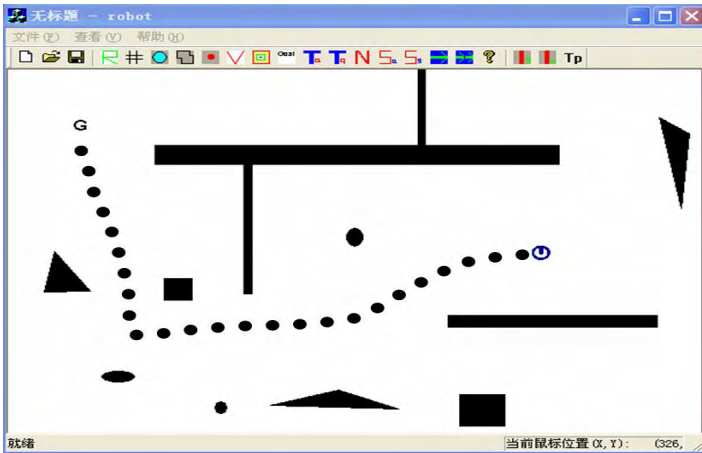 无标题 - robot
文件(F) 查看(V) 帮助(H)
Tp
G
就绪 当前鼠标位置(X,Y): (326,